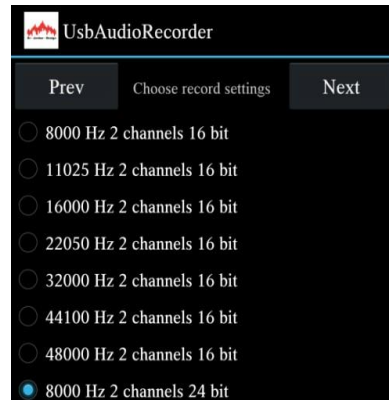 UsbAudioRecorder
Prev Choose record settings Next
8000 Hz 2 channels 16 bit
11025 Hz 2 channels 16 bit
16000 Hz 2 channels 16 bit
22050 Hz 2 channels 16 bit
32000 Hz 2 channels 16 bit
44100 Hz 2 channels 16 bit
48000 Hz 2 channels 16 bit
8000 Hz 2 channels 24 bit